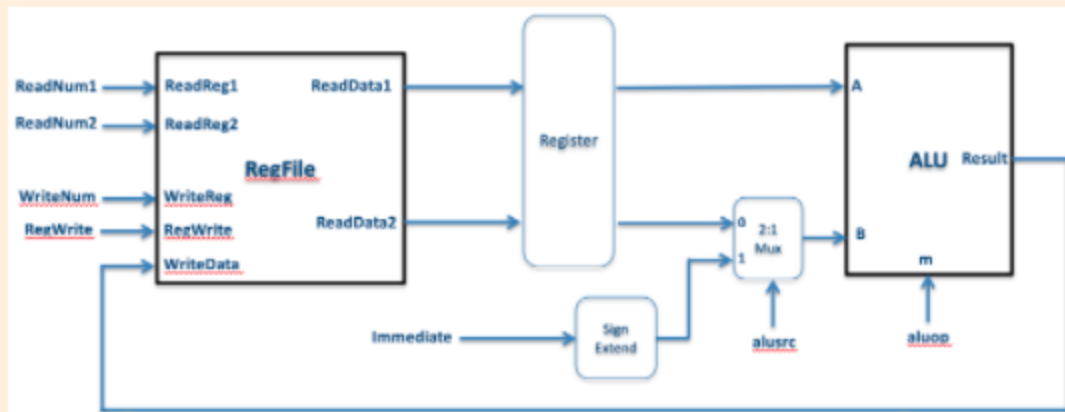 ReadNum1
ReadReg1
ReadData1
ReadNum2
ReadReg2
RegFile
WriteNum
WriteReg
RegWrite
RegWrite
ReadData2
WriteData
Register
A
ALU
Result
B
m
0
1
2:1
Mux
Immediate
Sign
Extend
alusrc
aluop